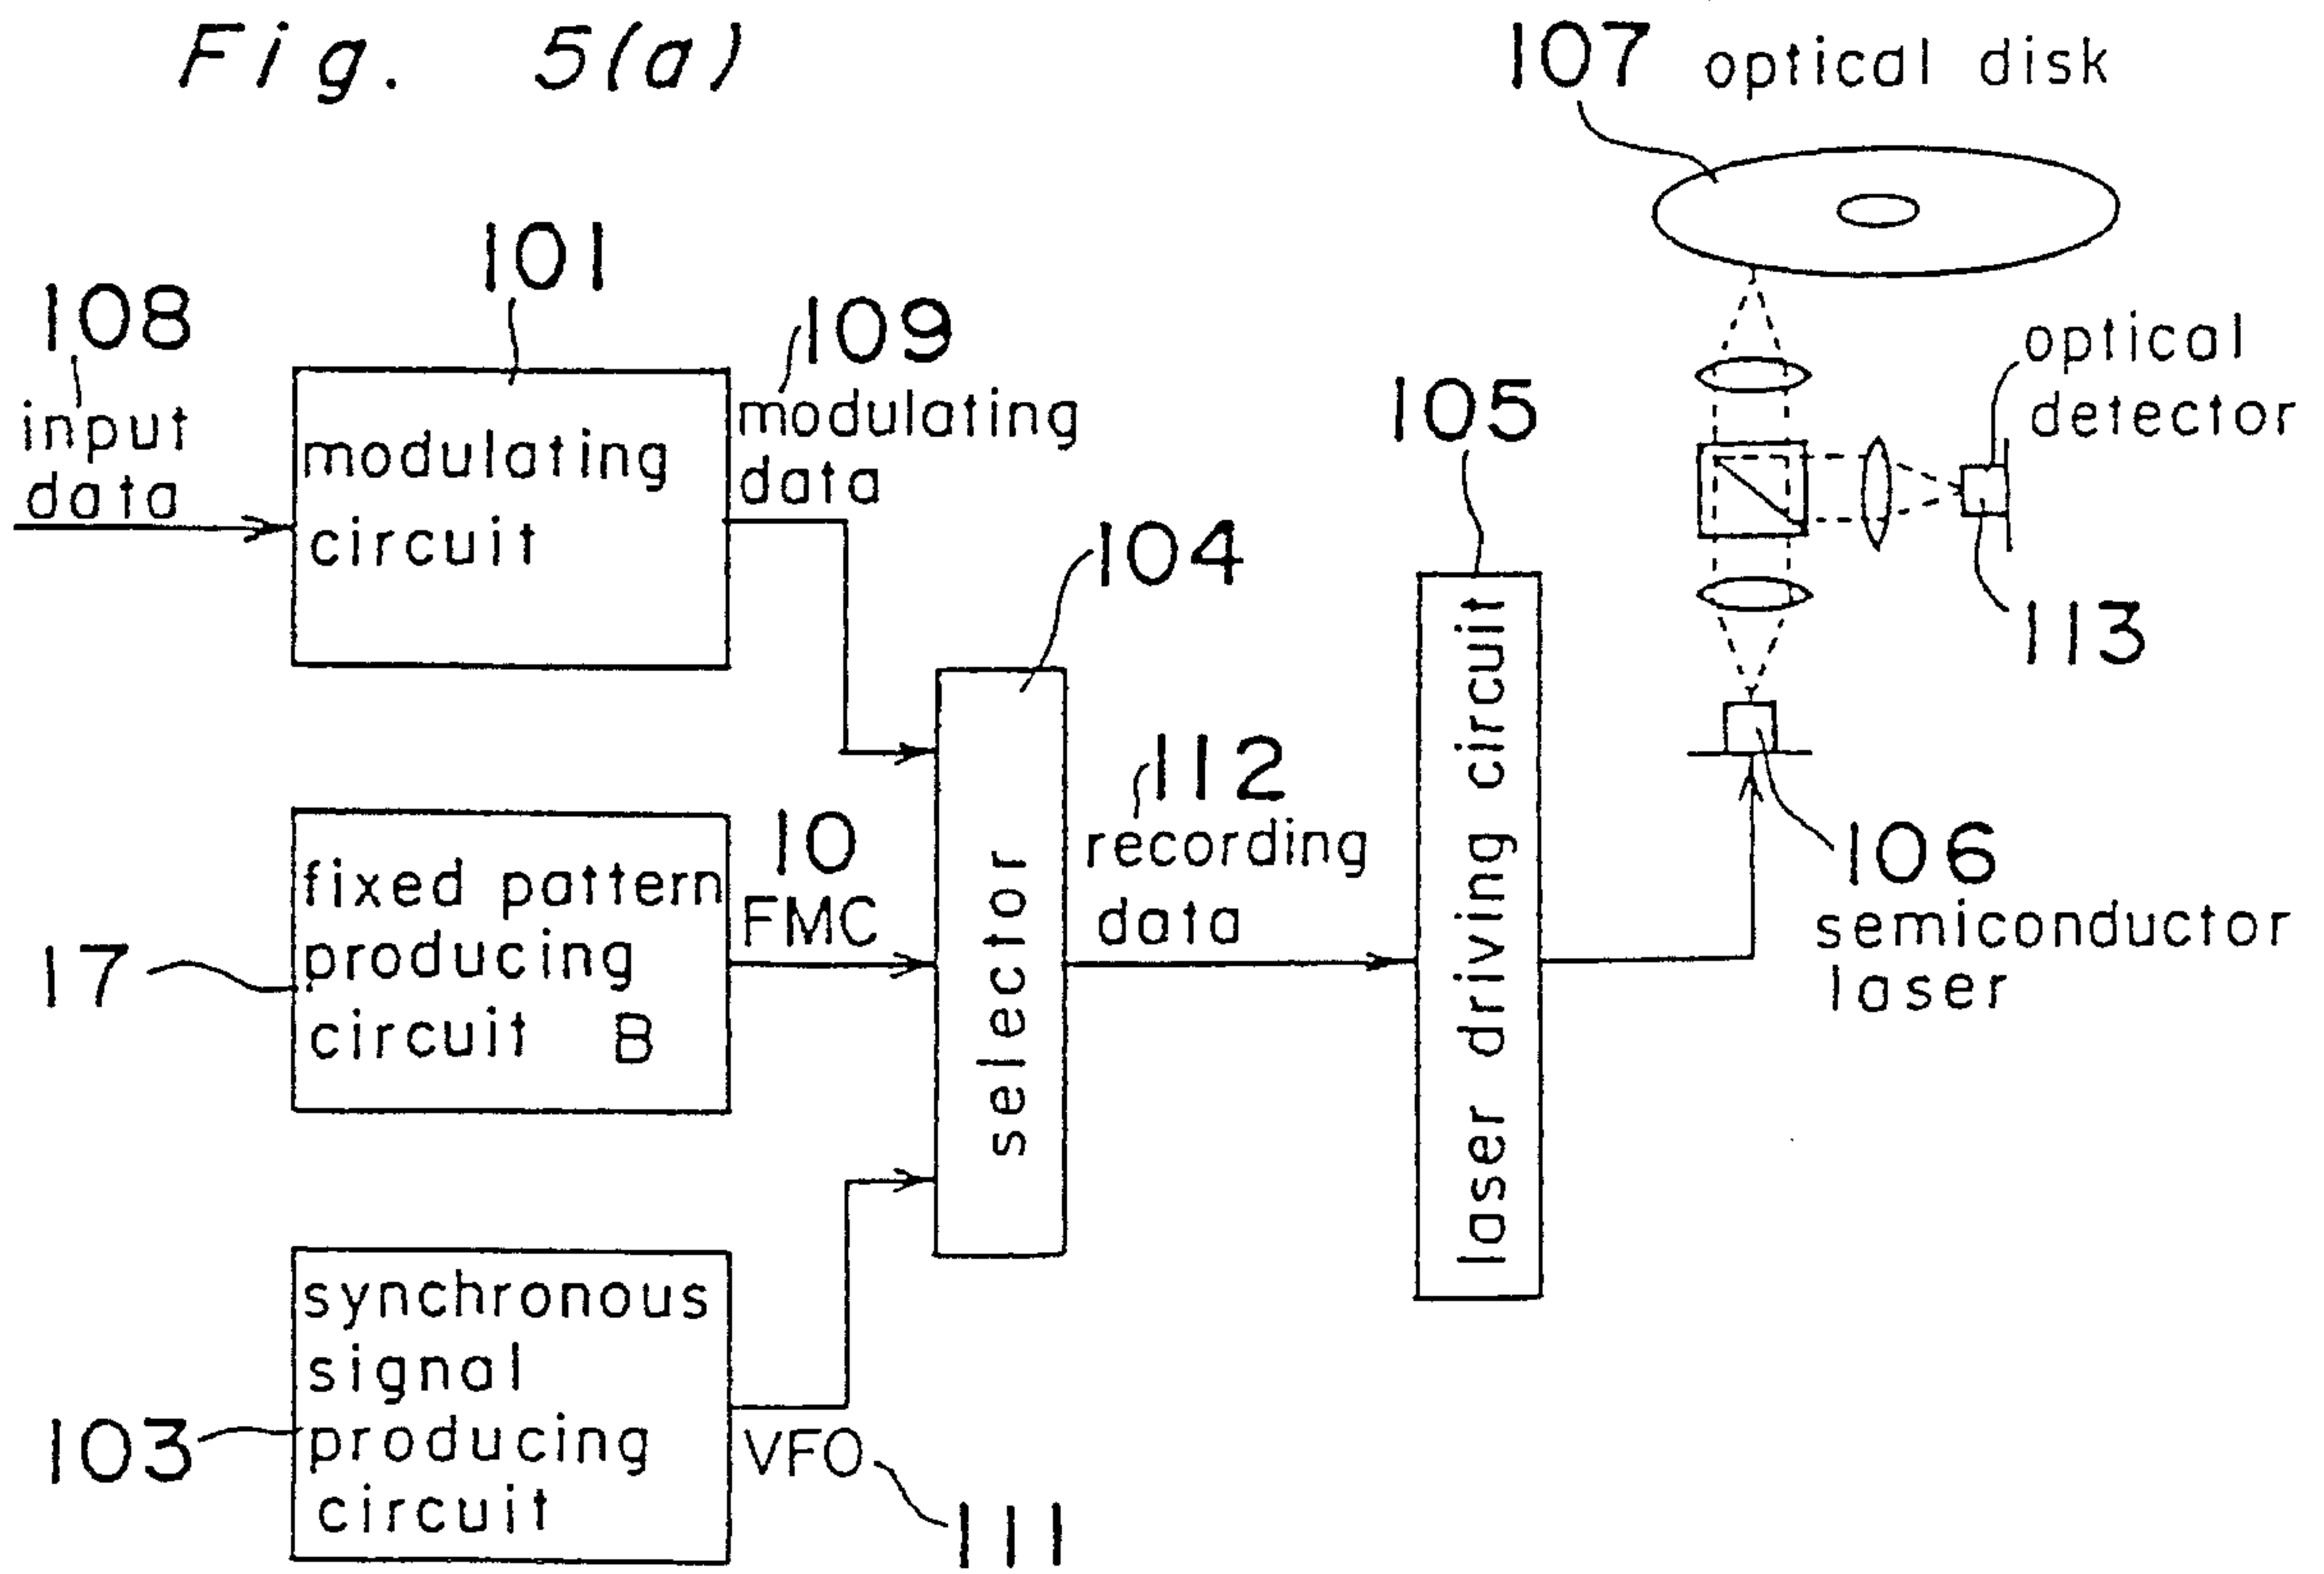 Fig. 5(a)
107 optical disk
101
108
109
input
data
modulating
circuit
modulating
data
optical
detector
105
104
113
112
recording
data
106
semiconductor
laser
10
FMC
fixed pattern
producing
circuit B
17
selector
laser driving circuit
synchronous
signal
producing
circuit
103
VFO
111